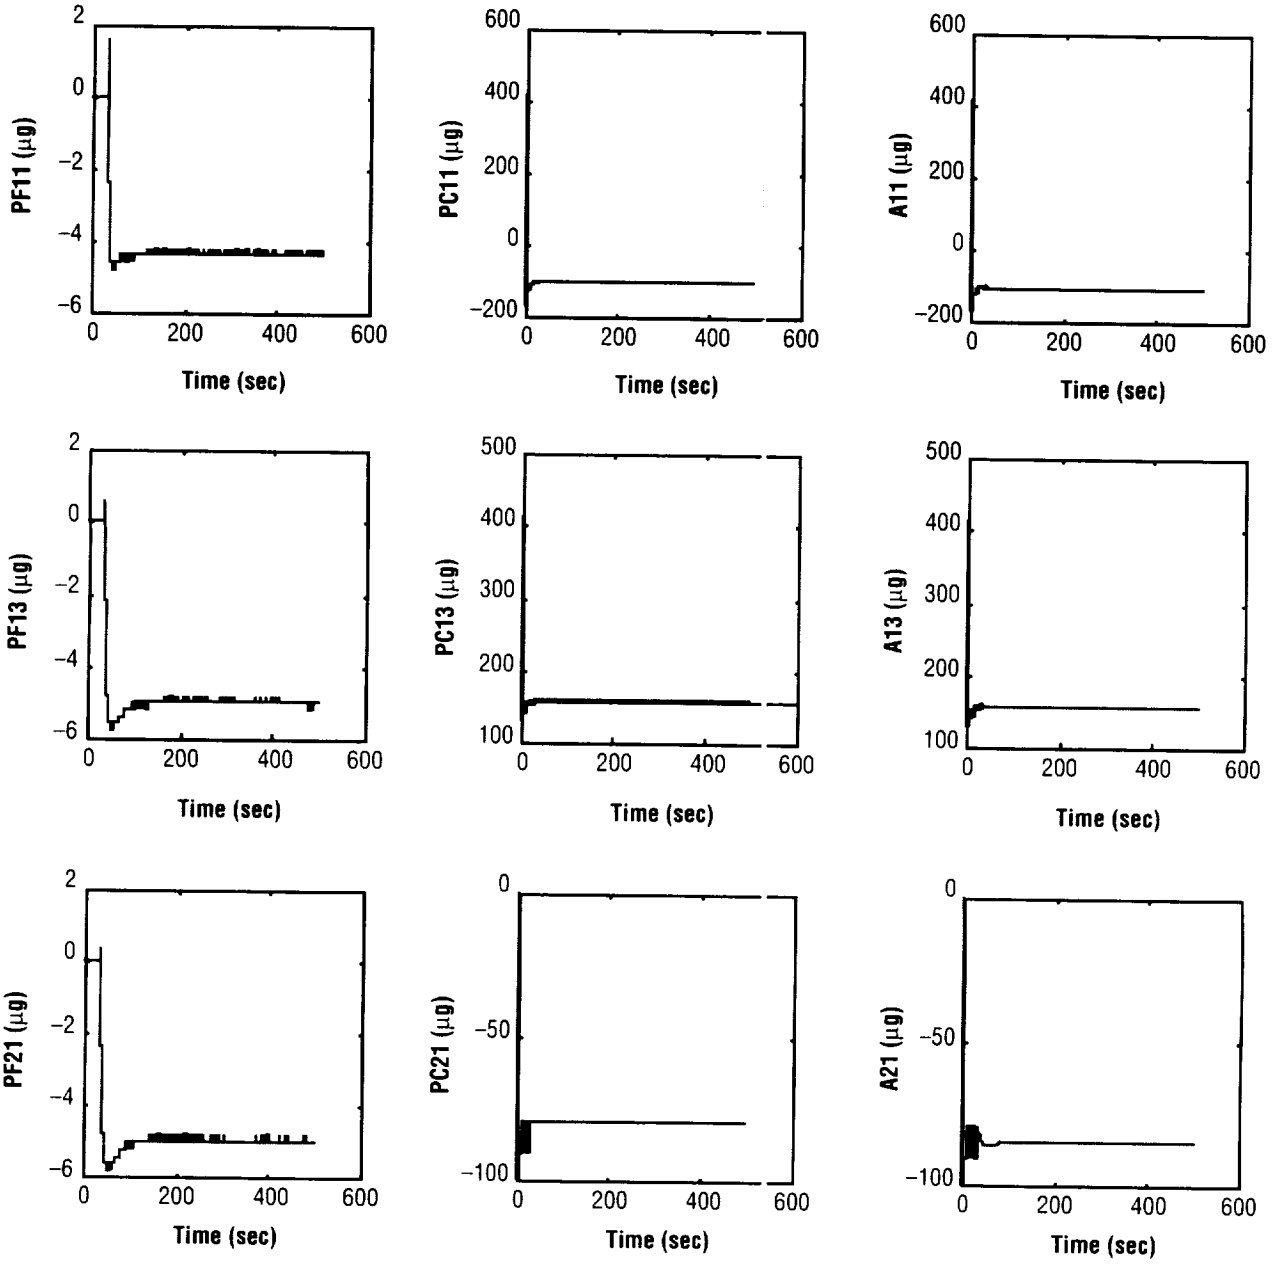 PF11 (µg)
2
0
−2
−4
−6
0 200 400 600
Time (sec)
PC11 (µg)
600
400
200
0
−200
0 200 400 600
Time (sec)
A11 (µg)
600
400
200
0
−200
0 200 400 600
Time (sec)
PF13 (µg)
2
0
−2
−4
−6
0 200 400 600
Time (sec)
PC13 (µg)
500
400
300
200
100
0 200 400 600
Time (sec)
A13 (µg)
500
400
300
200
100
0 200 400 600
Time (sec)
PF21 (µg)
2
0
−2
−4
−6
0 200 400 600
Time (sec)
PC21 (µg)
0
−50
−100
0 200 400 600
Time (sec)
A21 (µg)
0
−50
−100
0 200 400 600
Time (sec)